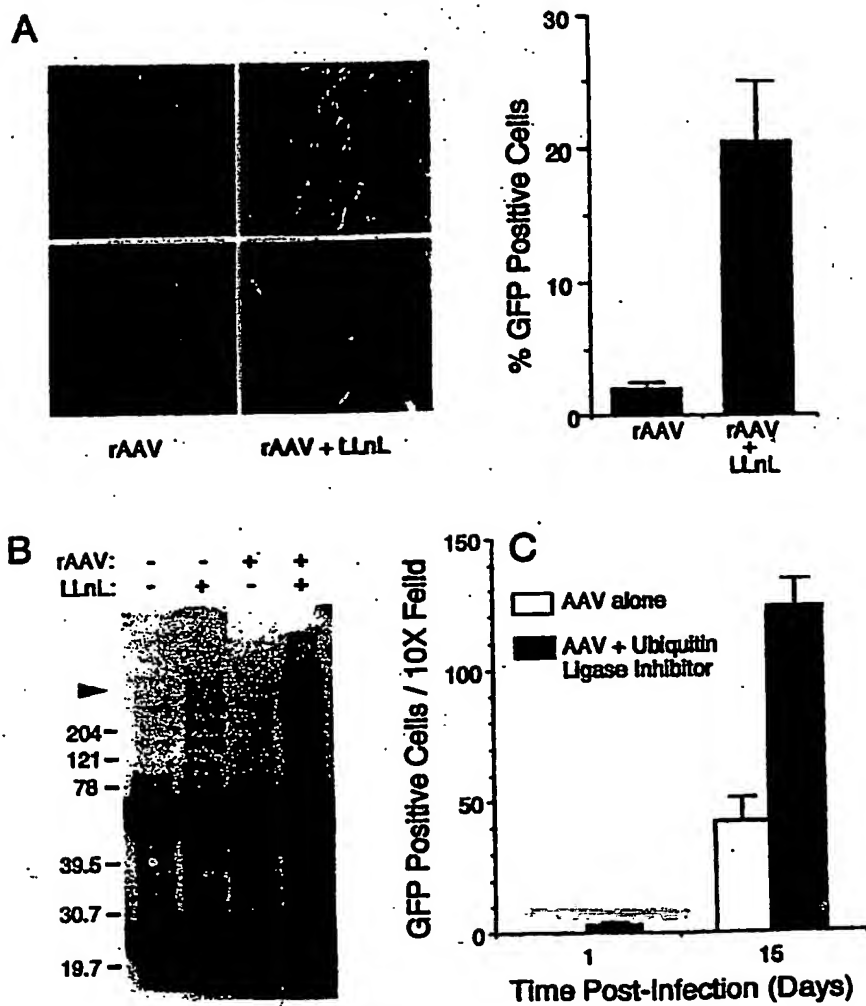 A
30
20
10
0
% GFP Positive Cells
rAAV
rAAV + LLnL
rAAV
rAAV
+
LLnL
B
rAAV: - - + +
LLnL: - + - +
204
121
78
39.5
30.7
19.7
C
150
100
50
0
GFP Positive Cells / 10X Feild
AAV alone
AAV + Ubiquitin
Ligase Inhibitor
1
15
Time Post-Infection (Days)